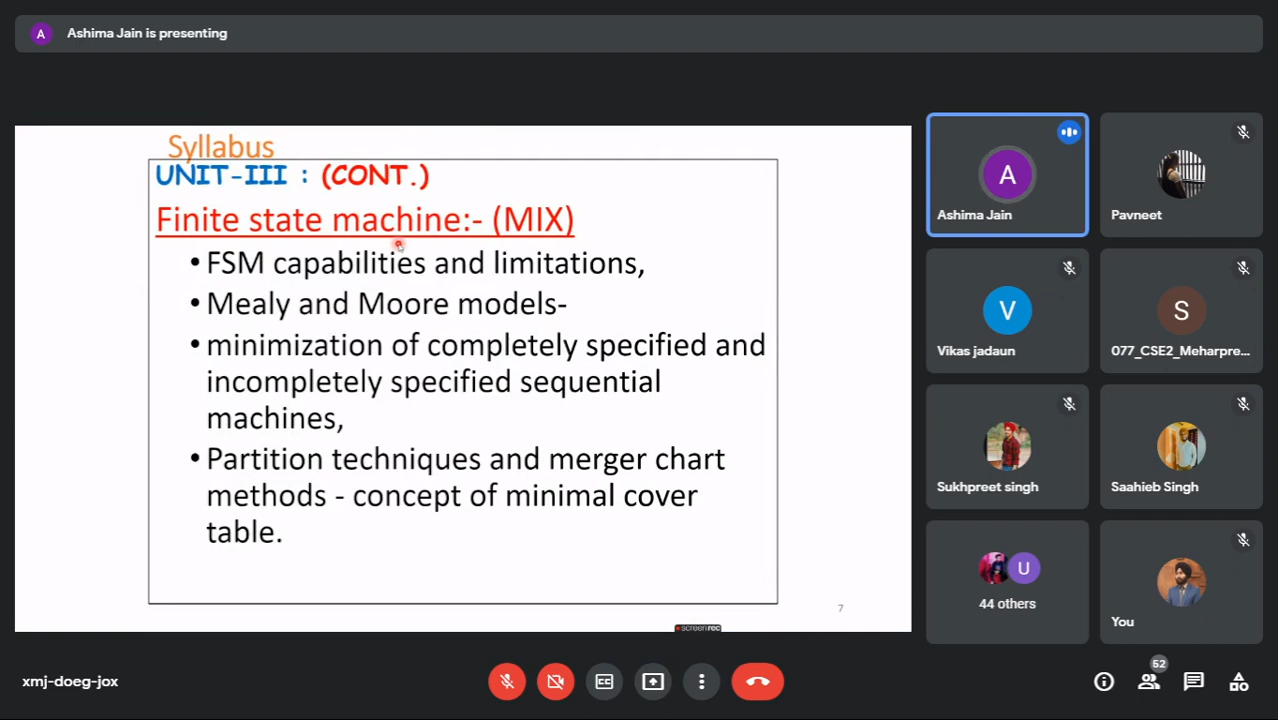 A Ashima Jain is presenting
Syllabus
UNIT-III : (CONT.)
Finite state machine:- (MIX)
•FSM capabilities and limitations,
•Mealy and Moore models-
•minimization of completely specified and
incompletely specified sequential
machines,
•Partition techniques and merger chart
methods - concept of minimal cover
table.
7
screenrec
A
Ashima Jain
Pavneet
V
Vikas jadaun
S
077_CSE2_Meharpre...
Sukhpreet singh
Saahieb Singh
U
44 others
You
xmj-doeg-jox
CC
52